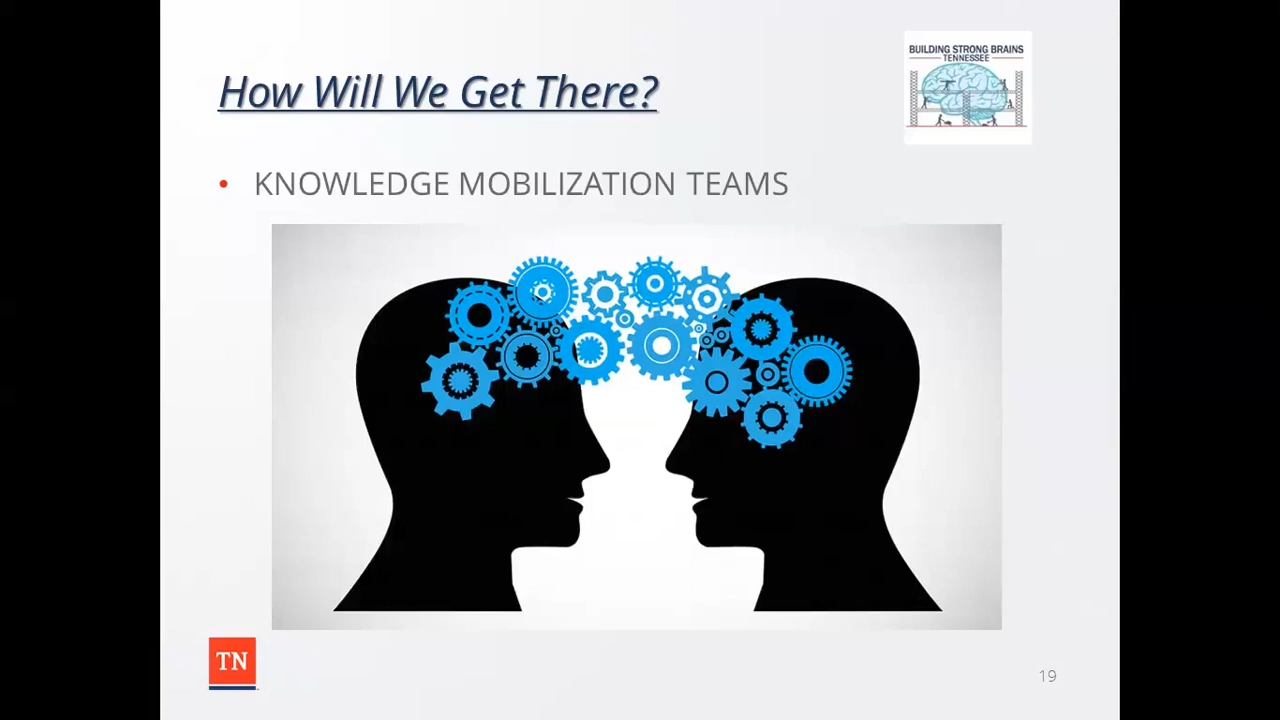 BUILDING STRONG BRAINS
TENNESSEE
How Will We Get There?
• KNOWLEDGE MOBILIZATION TEAMS
TN
19